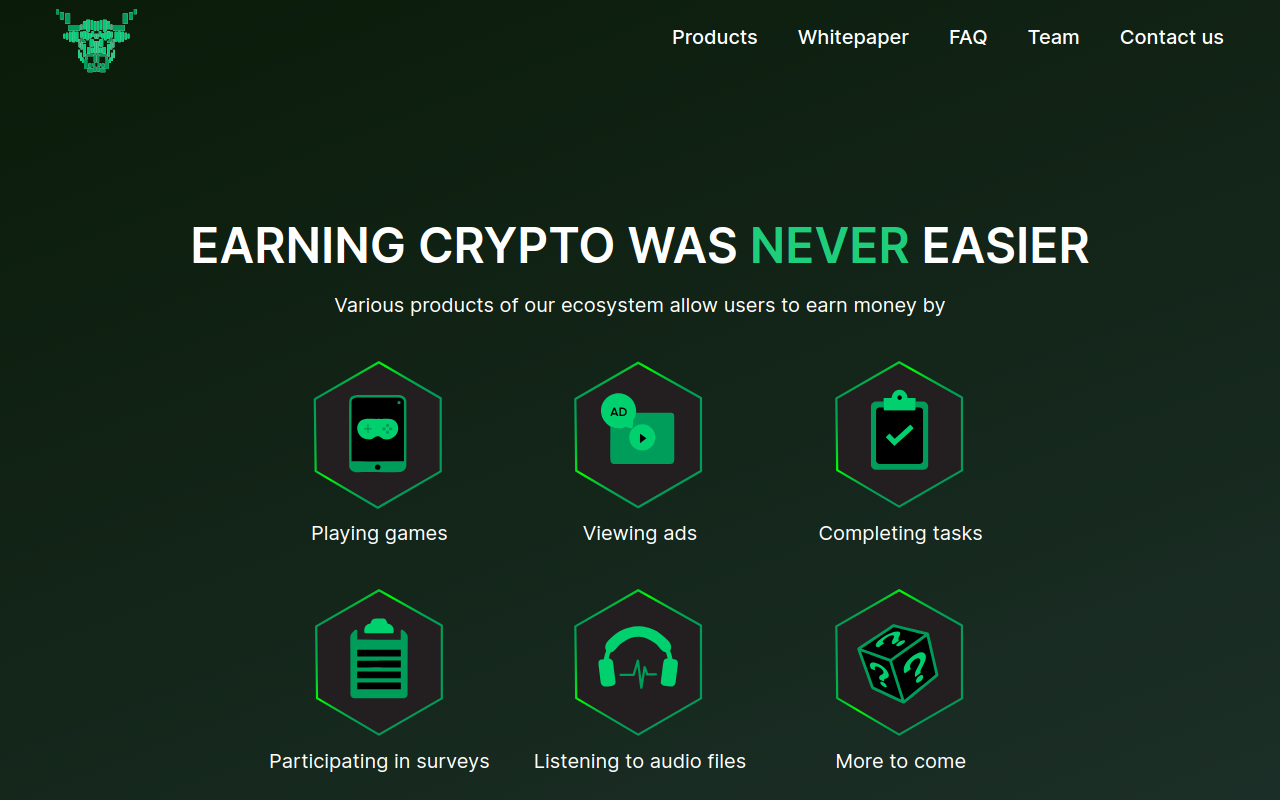 Products Whitepaper FAQ Team Contact us
EARNING CRYPTO WAS NEVER EASIER
Various products of our ecosystem allow users to earn money by
AD
Playing games Viewing ads Completing tasks
? ? ?
Participating in surveys Listening to audio files More to come